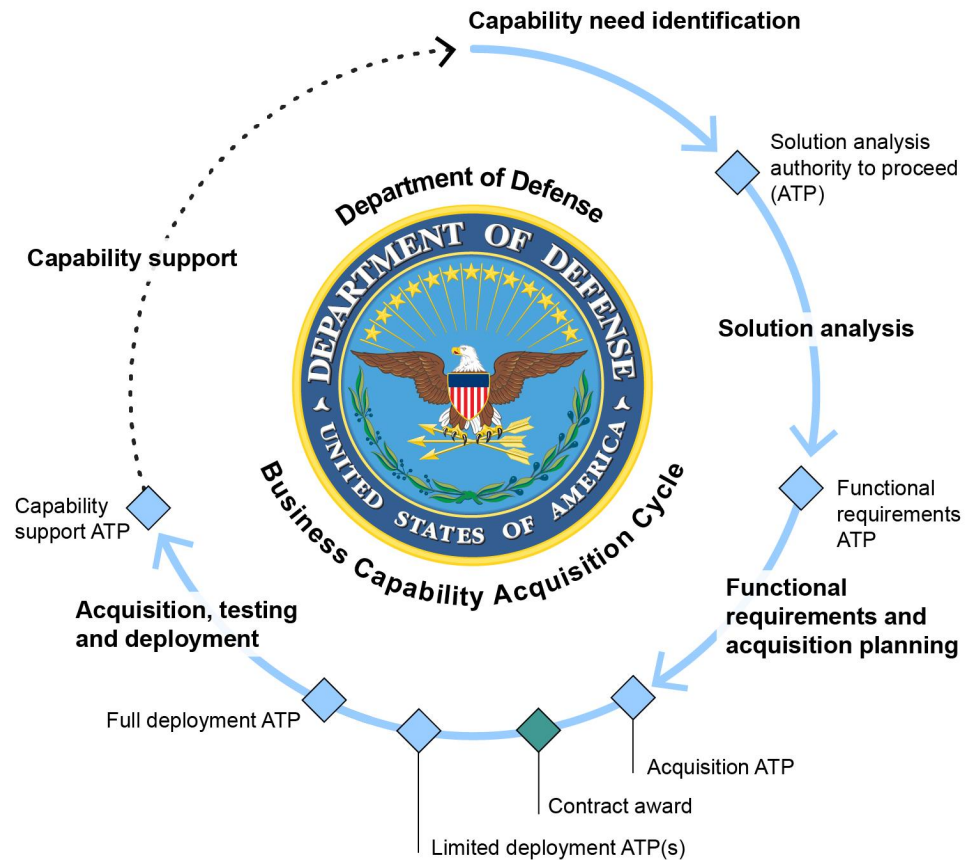 Capability need identification
Solution analysis
authority to proceed
(ATP)
Department of Defense
DEPARTMENT OF DEFENSE
UNITED STATES OF AMERICA
Business Capability Acquisition Cycle
Capability support
Solution analysis
Capability
support ATP
Functional
requirements
ATP
Acquisition, testing
and deployment
Functional
requirements and
acquisition planning
Full deployment ATP
Acquisition ATP
Contract award
Limited deployment ATP(s)